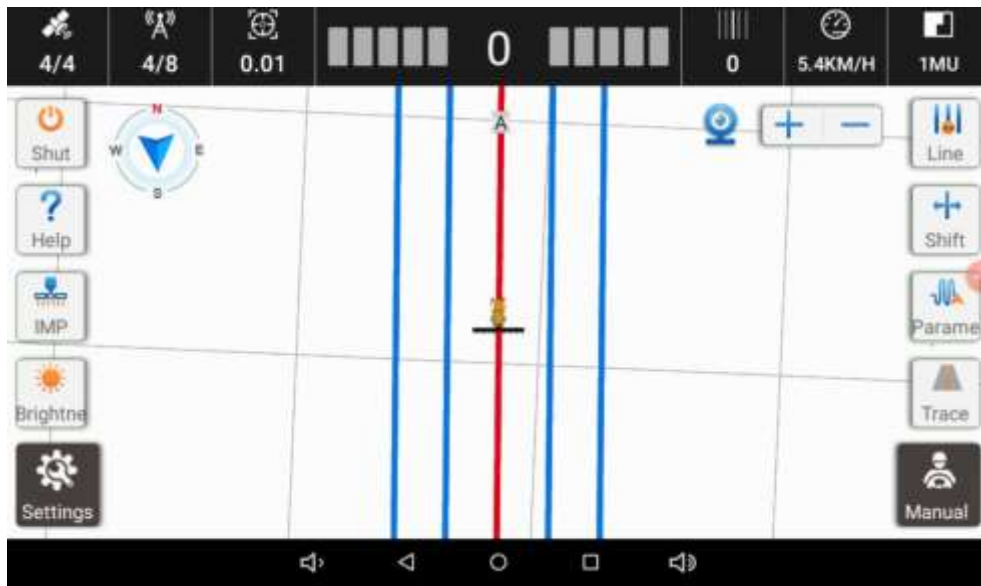 4/4
4/8
0.01
0
0
5.4KM/H
1MU
A
N
W
E
S
Shut
Help
IMP
Brightne
Settings
Line
Shift
Parame
Trace
Manual